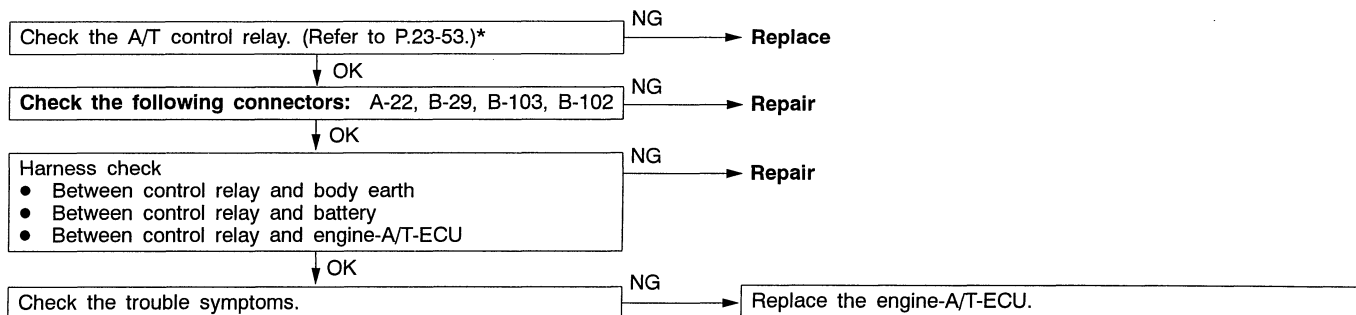 NG
Check the A/T control relay. (Refer to P.23-53.)*
Replace
OK
NG
Check the following connectors: A-22, B-29, B-103, B-102
Repair
OK
NG
Harness check
Repair
● Between control relay and body earth
● Between control relay and battery
● Between control relay and engine-A/T-ECU
OK
NG
Check the trouble symptoms.
Replace the engine-A/T-ECU.